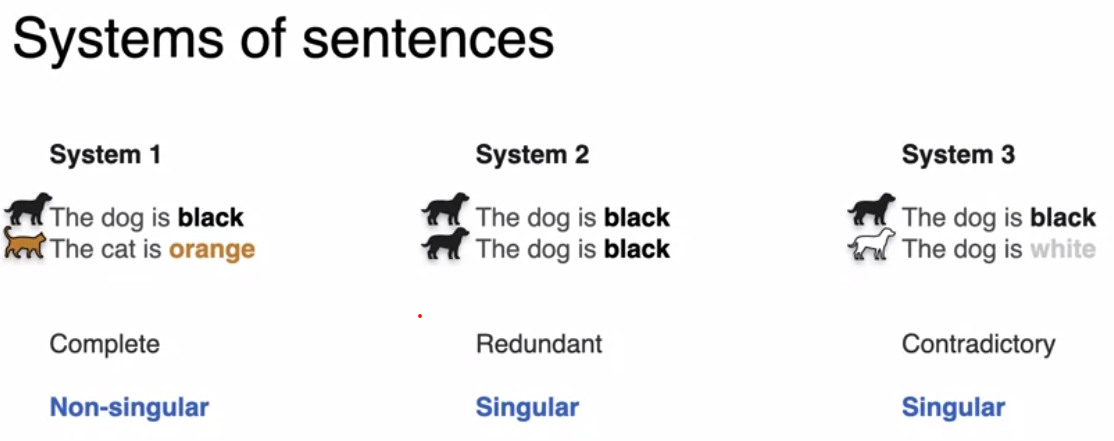 Systems of sentences
System 1
The dog is black
The cat is orange
Complete
Non-singular
System 2
The dog is black
The dog is black
Redundant
Singular
System 3
The dog is black
The dog is white
Contradictory
Singular